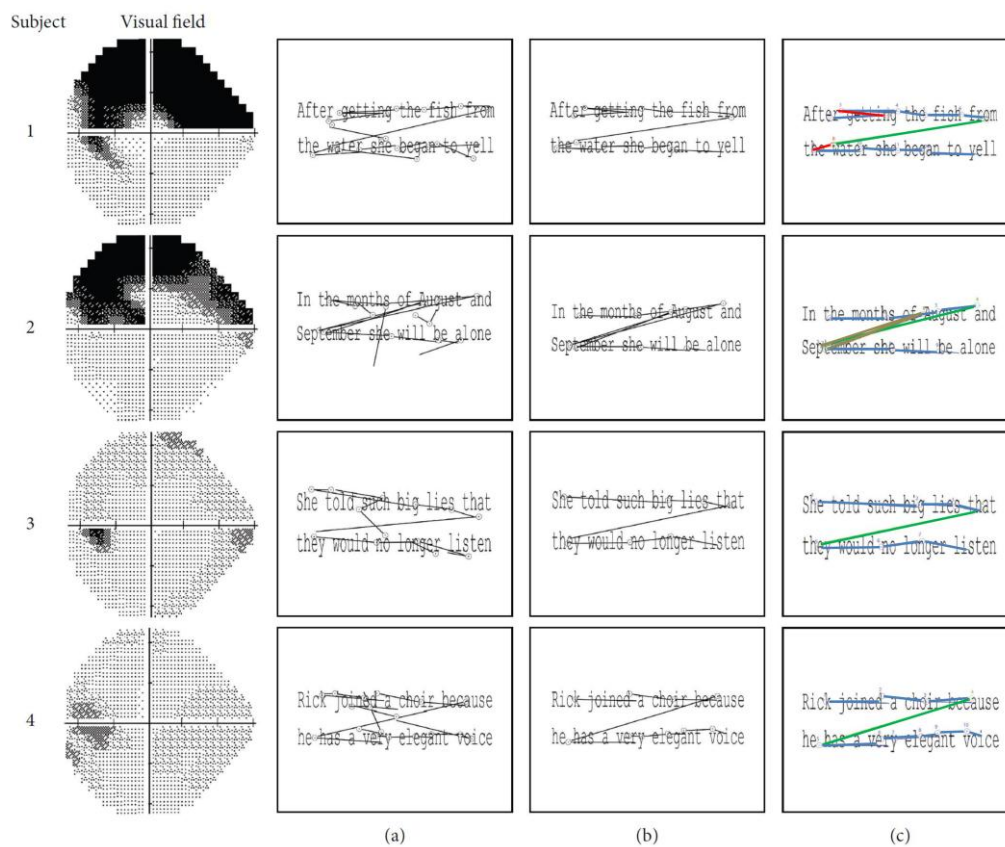 Subject Visual field
1
After getting the fish from
the water she began to yell
After getting the fish from
the water she began to yell
After getting the fish from
the water she began to yell
2
In the months of August and
September she will be alone
In the months of August and
September she will be alone
In the months of August and
September she will be alone
3
She told such big lies that
they would no longer listen
She told such big lies that
they would no longer listen
She told such big lies that
they would no longer listen
4
Rick joined a choir because
he has a very elegant voice
Rick joined a choir because
he has a very elegant voice
Rick joined a choir because
he has a very elegant voice
(a) (b) (c)